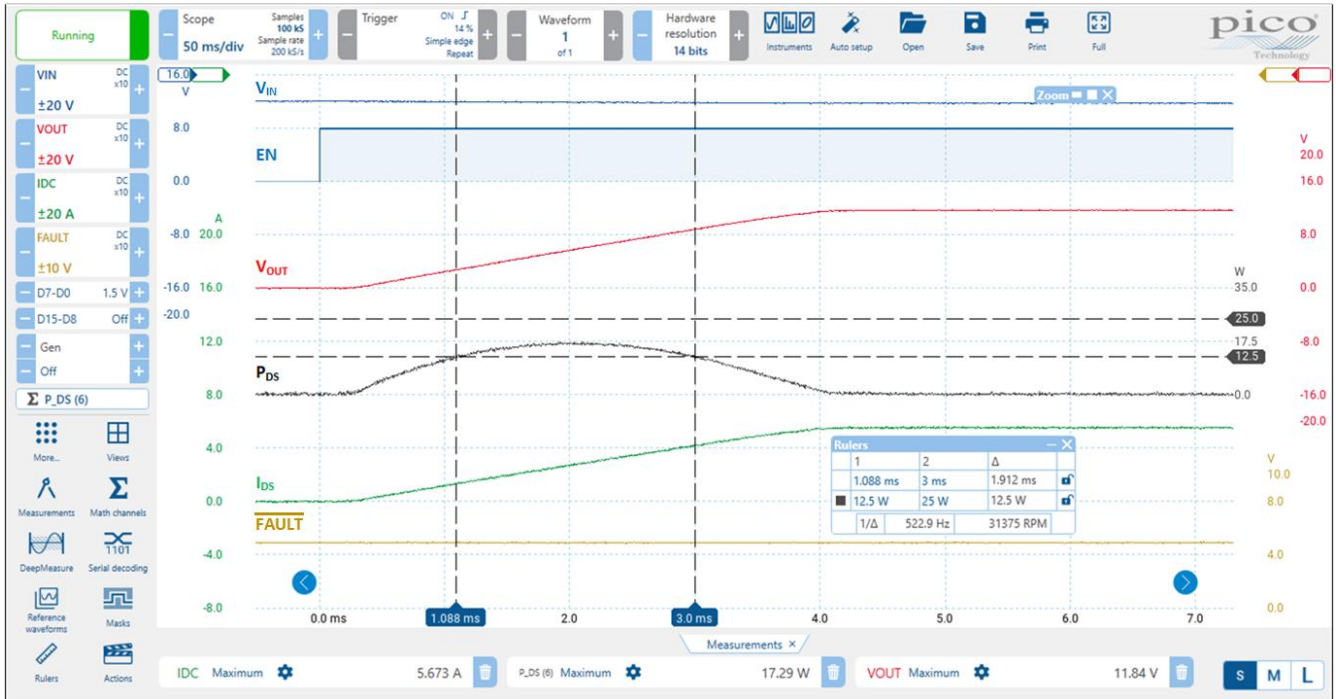 Running
Scope
50 ms/div
Samples
100 kS
Sample rate
200 kS/s
Trigger
ON
14 %
Simple edge
Repeat
Waveform
1
of 1
Hardware
resolution
14 bits
Instruments
Auto setup
Open
Save
Print
Full
pico
Technology
VIN
DC
x10
±20 V
VOUT
DC
x10
±20 V
IDC
DC
x10
±20 A
FAULT
DC
x10
±10 V
D7-D0 1.5 V
D15-D8 Off
Gen
Off
Σ P_DS (6)
More...
Views
Measurements
Math channels
DeepMeasure
Serial decoding
1101
Reference
waveforms
Masks
Rulers
Actions
16.0
V
8.0
0.0
-8.0
-16.0
-20.0
A
20.0
16.0
12.0
8.0
4.0
0.0
-4.0
-8.0
VIN
EN
VOUT
PDS
IDS
FAULT
Zoom
V
20.0
16.0
8.0
0.0
-8.0
-16.0
-20.0
W
35.0
25.0
17.5
12.5
0.0
V
10.0
8.0
4.0
0.0
Rulers
1 2 Δ
1.088 ms 3 ms 1.912 ms
12.5 W 25 W 12.5 W
1/Δ 522.9 Hz 31375 RPM
0.0 ms 1.088 ms 2.0 3.0 ms 4.0 5.0 6.0 7.0
Measurements ×
IDC Maximum 5.673 A
P_DS (6) Maximum 17.29 W
VOUT Maximum 11.84 V
S M L